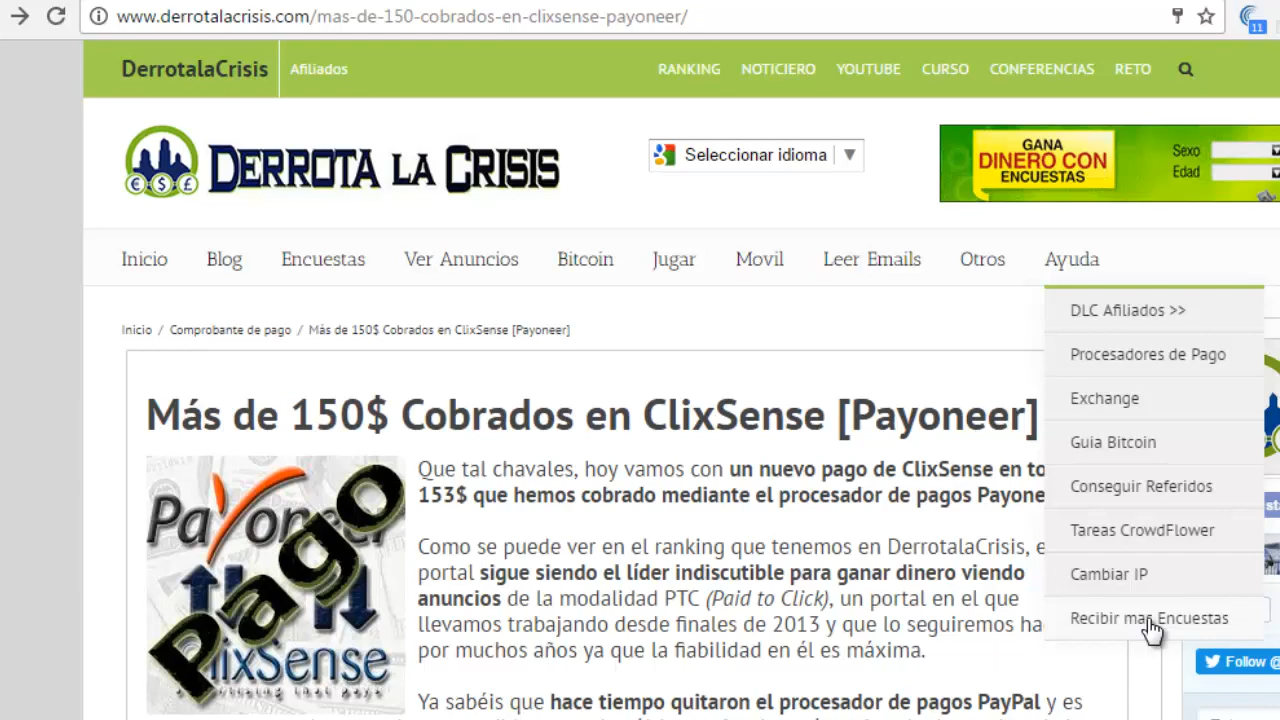 www.derrotalacrisis.com/mas-de-150-cobrados-en-clixsense-payoneer/
11
DerrotalaCrisis
Afiliados
RANKING NOTICIERO YOUTUBE CURSO CONFERENCIAS RETO
DERROTA LA CRISIS
Seleccionar idioma
GANA
DINERO CON
ENCUESTAS
Sexo
Edad
Inicio Blog Encuestas Ver Anuncios Bitcoin Jugar Movil Leer Emails Otros Ayuda
DLC Afiliados >>
Procesadores de Pago
Exchange
Guia Bitcoin
Conseguir Referidos
Tareas CrowdFlower
Cambiar IP
Recibir mas Encuestas
Inicio / Comprobante de pago / Más de 150$ Cobrados en ClixSense [Payoneer]
Más de 150$ Cobrados en ClixSense [Payoneer]
Payoneer
Pago
ClixSense
Que tal chavales, hoy vamos con un nuevo pago de ClixSense en to
153$ que hemos cobrado mediante el procesador de pagos Payone
Como se puede ver en el ranking que tenemos en DerrotalaCrisis, e
portal sigue siendo el líder indiscutible para ganar dinero viendo
anuncios de la modalidad PTC (Paid to Click), un portal en el que
llevamos trabajando desde finales de 2013 y que lo seguiremos ha
por muchos años ya que la fiabilidad en él es máxima.
Ya sabéis que hace tiempo quitaron el procesador de pagos PayPal y es
Follow @